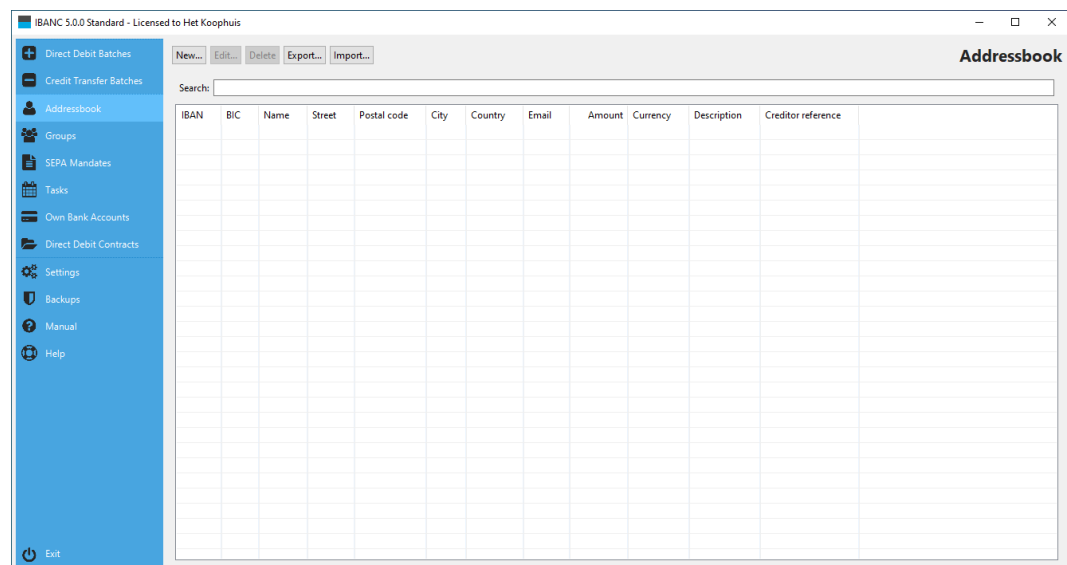 IBANC 5.0.0 Standard - Licensed to Het Koophuis
Direct Debit Batches
Credit Transfer Batches
Addressbook
Groups
SEPA Mandates
Tasks
Own Bank Accounts
Direct Debit Contracts
Settings
Backups
Manual
Help
Exit
New... Edit... Delete Export... Import...
Addressbook
Search:
IBAN BIC Name Street Postal code City Country Email Amount Currency Description Creditor reference